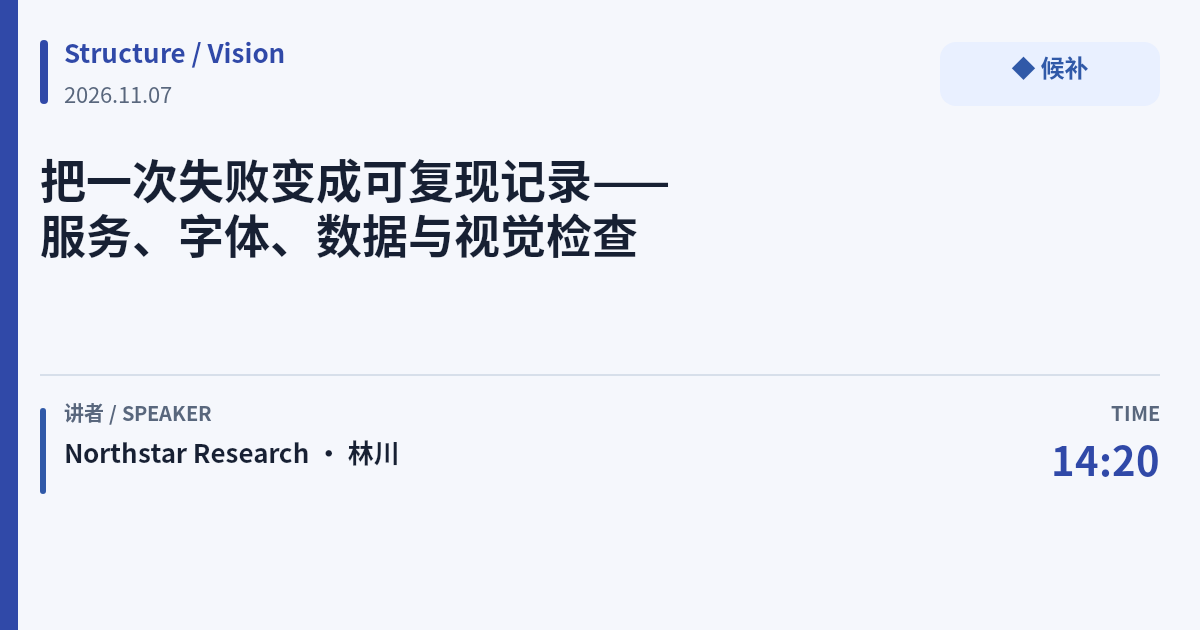 Structure / Vision
2026.11.07
◆ 候补
把一次失败变成可复现记录——
服务、字体、数据与视觉检查
讲者 / SPEAKER
Northstar Research ・ 林川
TIME
14:20